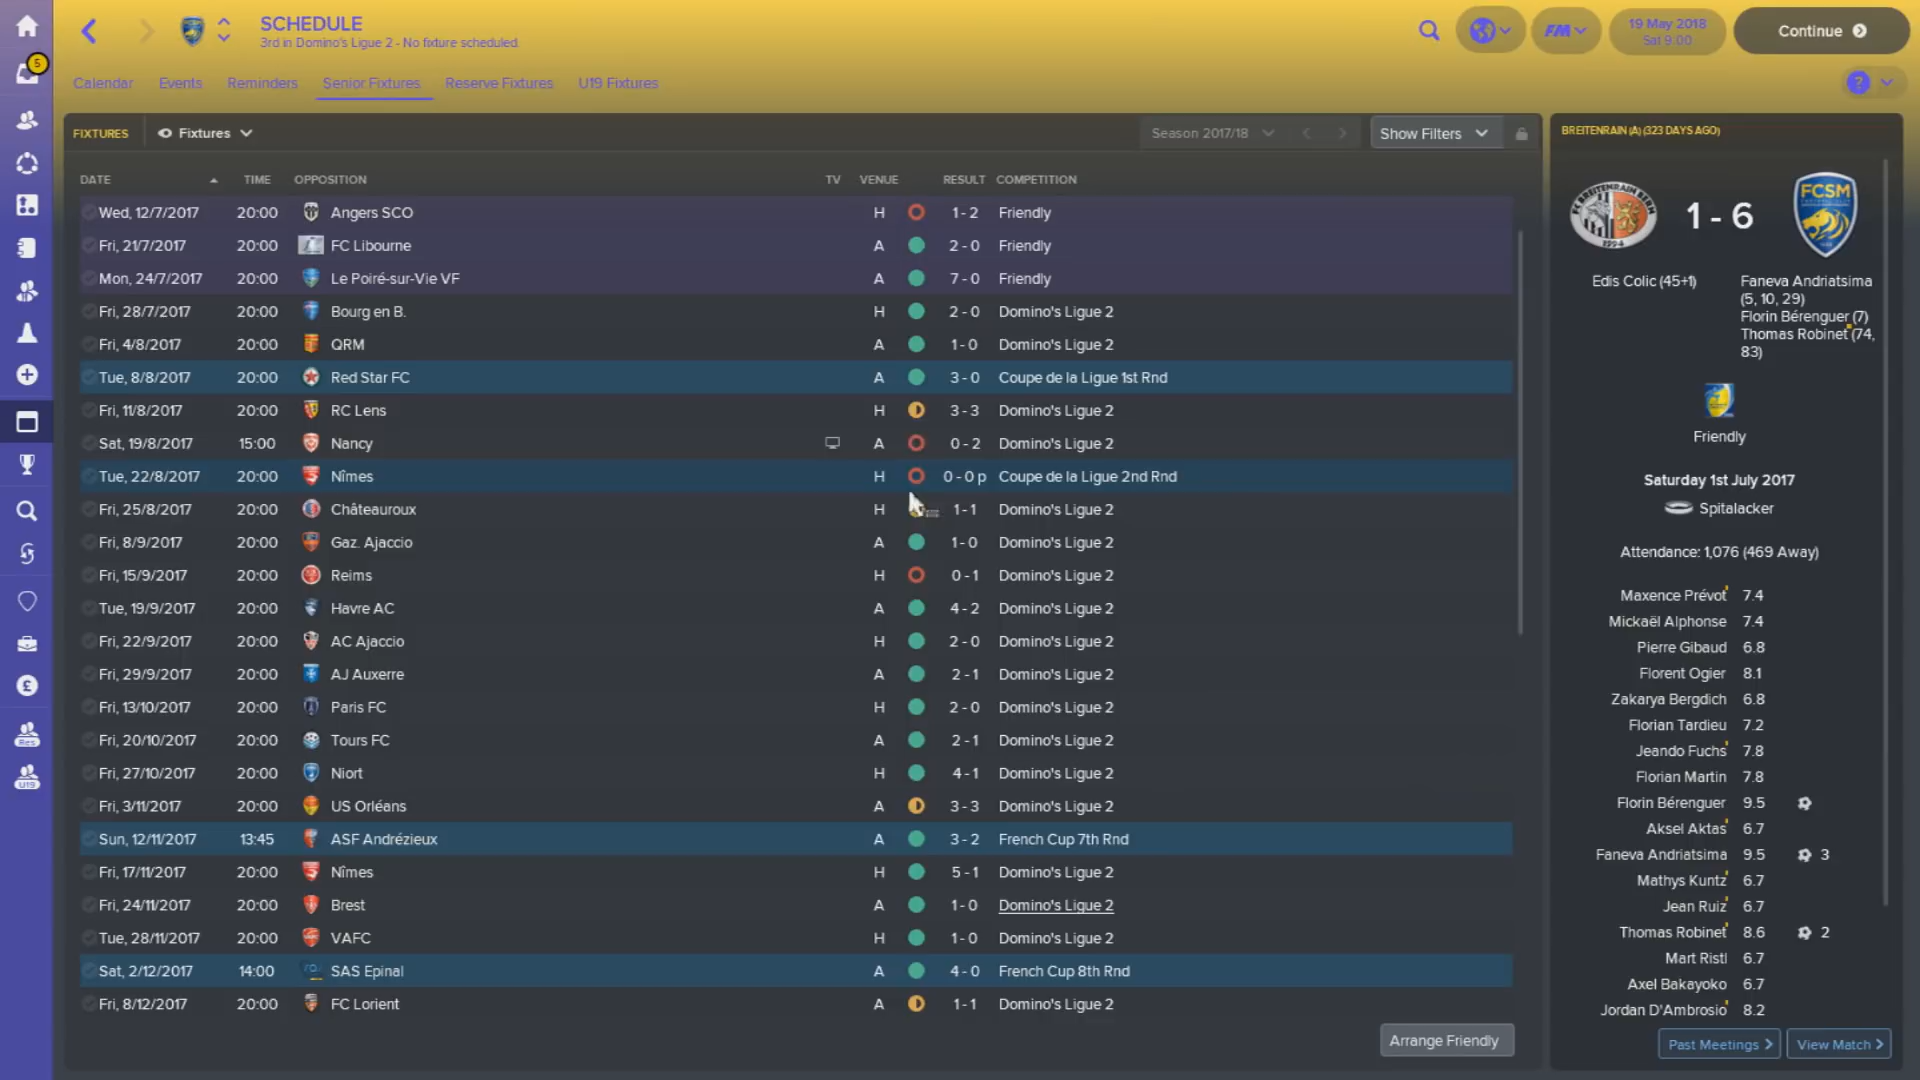 SCHEDULE
3rd in Domino's Ligue 2 - No fixture scheduled.
FM
19 May 2018
Sat 9:00
Continue
5
Calendar Events Reminders Senior Fixtures Reserve Fixtures U19 Fixtures
?
FIXTURES Fixtures Season 2017/18 Show Filters
DATE TIME OPPOSITION TV VENUE RESULT COMPETITION
Wed, 12/7/2017 20:00 Angers SCO H 1 - 2 Friendly
Fri, 21/7/2017 20:00 FC Libourne A 2 - 0 Friendly
Mon, 24/7/2017 20:00 Le Poiré-sur-Vie VF A 7 - 0 Friendly
Fri, 28/7/2017 20:00 Bourg en B. H 2 - 0 Domino's Ligue 2
Fri, 4/8/2017 20:00 QRM A 1 - 0 Domino's Ligue 2
Tue, 8/8/2017 20:00 Red Star FC A 3 - 0 Coupe de la Ligue 1st Rnd
Fri, 11/8/2017 20:00 RC Lens H 3 - 3 Domino's Ligue 2
Sat, 19/8/2017 15:00 Nancy A 0 - 2 Domino's Ligue 2
Tue, 22/8/2017 20:00 Nîmes H 0 - 0 p Coupe de la Ligue 2nd Rnd
Fri, 25/8/2017 20:00 Châteauroux H 1 - 1 Domino's Ligue 2
Fri, 8/9/2017 20:00 Gaz. Ajaccio A 1 - 0 Domino's Ligue 2
Fri, 15/9/2017 20:00 Reims H 0 - 1 Domino's Ligue 2
Tue, 19/9/2017 20:00 Havre AC A 4 - 2 Domino's Ligue 2
Fri, 22/9/2017 20:00 AC Ajaccio H 2 - 0 Domino's Ligue 2
Fri, 29/9/2017 20:00 AJ Auxerre A 2 - 1 Domino's Ligue 2
Fri, 13/10/2017 20:00 Paris FC H 2 - 0 Domino's Ligue 2
Fri, 20/10/2017 20:00 Tours FC A 2 - 1 Domino's Ligue 2
Fri, 27/10/2017 20:00 Niort H 4 - 1 Domino's Ligue 2
Fri, 3/11/2017 20:00 US Orléans A 3 - 3 Domino's Ligue 2
Sun, 12/11/2017 13:45 ASF Andrézieux A 3 - 2 French Cup 7th Rnd
Fri, 17/11/2017 20:00 Nîmes H 5 - 1 Domino's Ligue 2
Fri, 24/11/2017 20:00 Brest A 1 - 0 Domino's Ligue 2
Tue, 28/11/2017 20:00 VAFC H 1 - 0 Domino's Ligue 2
Sat, 2/12/2017 14:00 SAS Epinal A 4 - 0 French Cup 8th Rnd
Fri, 8/12/2017 20:00 FC Lorient A 1 - 1 Domino's Ligue 2
Arrange Friendly
Res
U19
BREITENRAIN (A) (323 DAYS AGO)
FC BREITENRAIN BERN
1994
1 - 6
FCSM
Edis Colic (45+1)
Faneva Andriatsima
(5, 10, 29)
Florin Bérenguer (7)
Thomas Robinet (74,
83)
Friendly
Saturday 1st July 2017
Spitalacker
Attendance: 1,076 (469 Away)
Maxence Prévot 7.4
Mickaël Alphonse 7.4
Pierre Gibaud 6.8
Florent Ogier 8.1
Zakarya Bergdich 6.8
Florian Tardieu 7.2
Jeando Fuchs 7.8
Florian Martin 7.8
Florin Bérenguer 9.5
Aksel Aktas 6.7
Faneva Andriatsima 9.5 3
Mathys Kuntz 6.7
Jean Ruiz 6.7
Thomas Robinet 8.6 2
Mart Ristl 6.7
Axel Bakayoko 6.7
Jordan D'Ambrosio 8.2
Past Meetings View Match